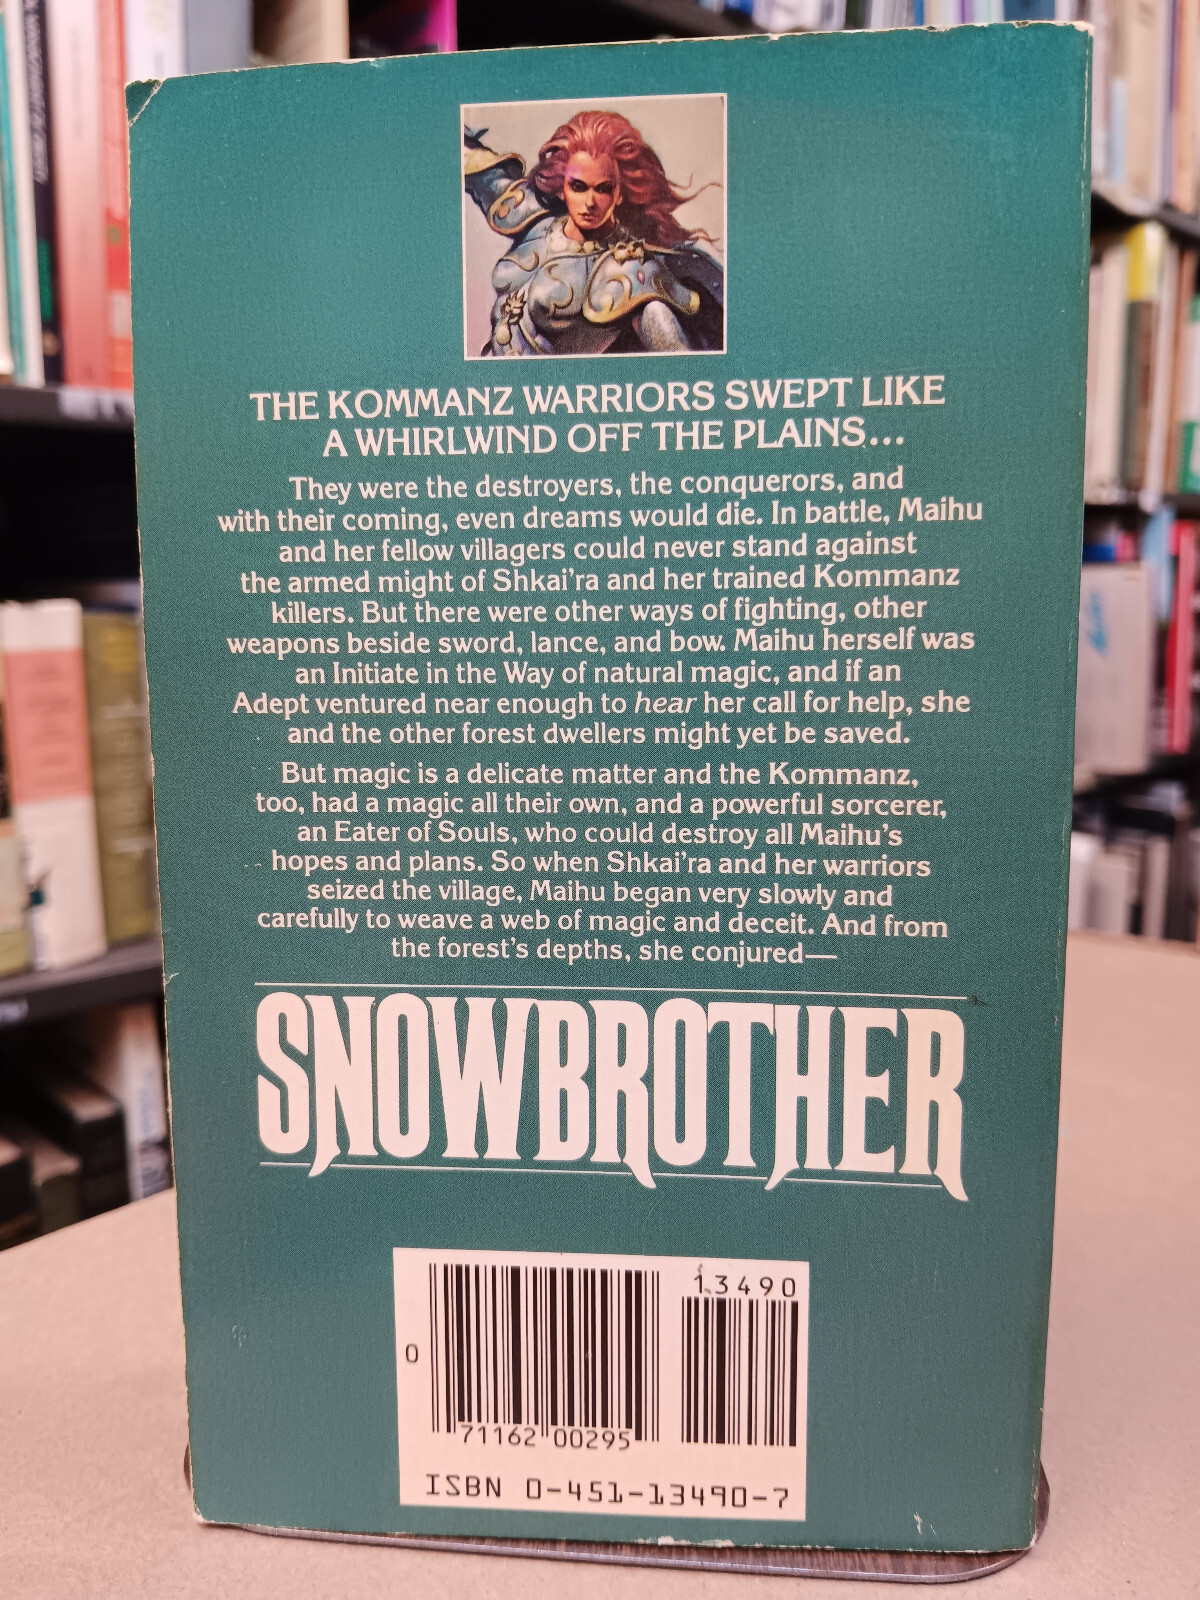 THE KOMMANZ WARRIORS SWEPT LIKE
A WHIRLWIND OFF THE PLAINS...
They were the destroyers, the conquerors, and
with their coming, even dreams would die. In battle, Maihu
and her fellow villagers could never stand against
the armed might of Shkai'ra and her trained Kommanz
killers. But there were other ways of fighting, other
weapons beside sword, lance, and bow. Maihu herself was
an Initiate in the Way of natural magic, and if an
Adept ventured near enough to hear her call for help, she
and the other forest dwellers might yet be saved.
But magic is a delicate matter and the Kommanz,
too, had a magic all their own, and a powerful sorcerer,
an Eater of Souls, who could destroy all Maihu's
hopes and plans. So when Shkai'ra and her warriors
seized the village, Maihu began very slowly and
carefully to weave a web of magic and deceit. And from
the forest's depths, she conjured—
SNOWBROTHER
13490
0
71162 00295
ISBN 0-451-13490-7